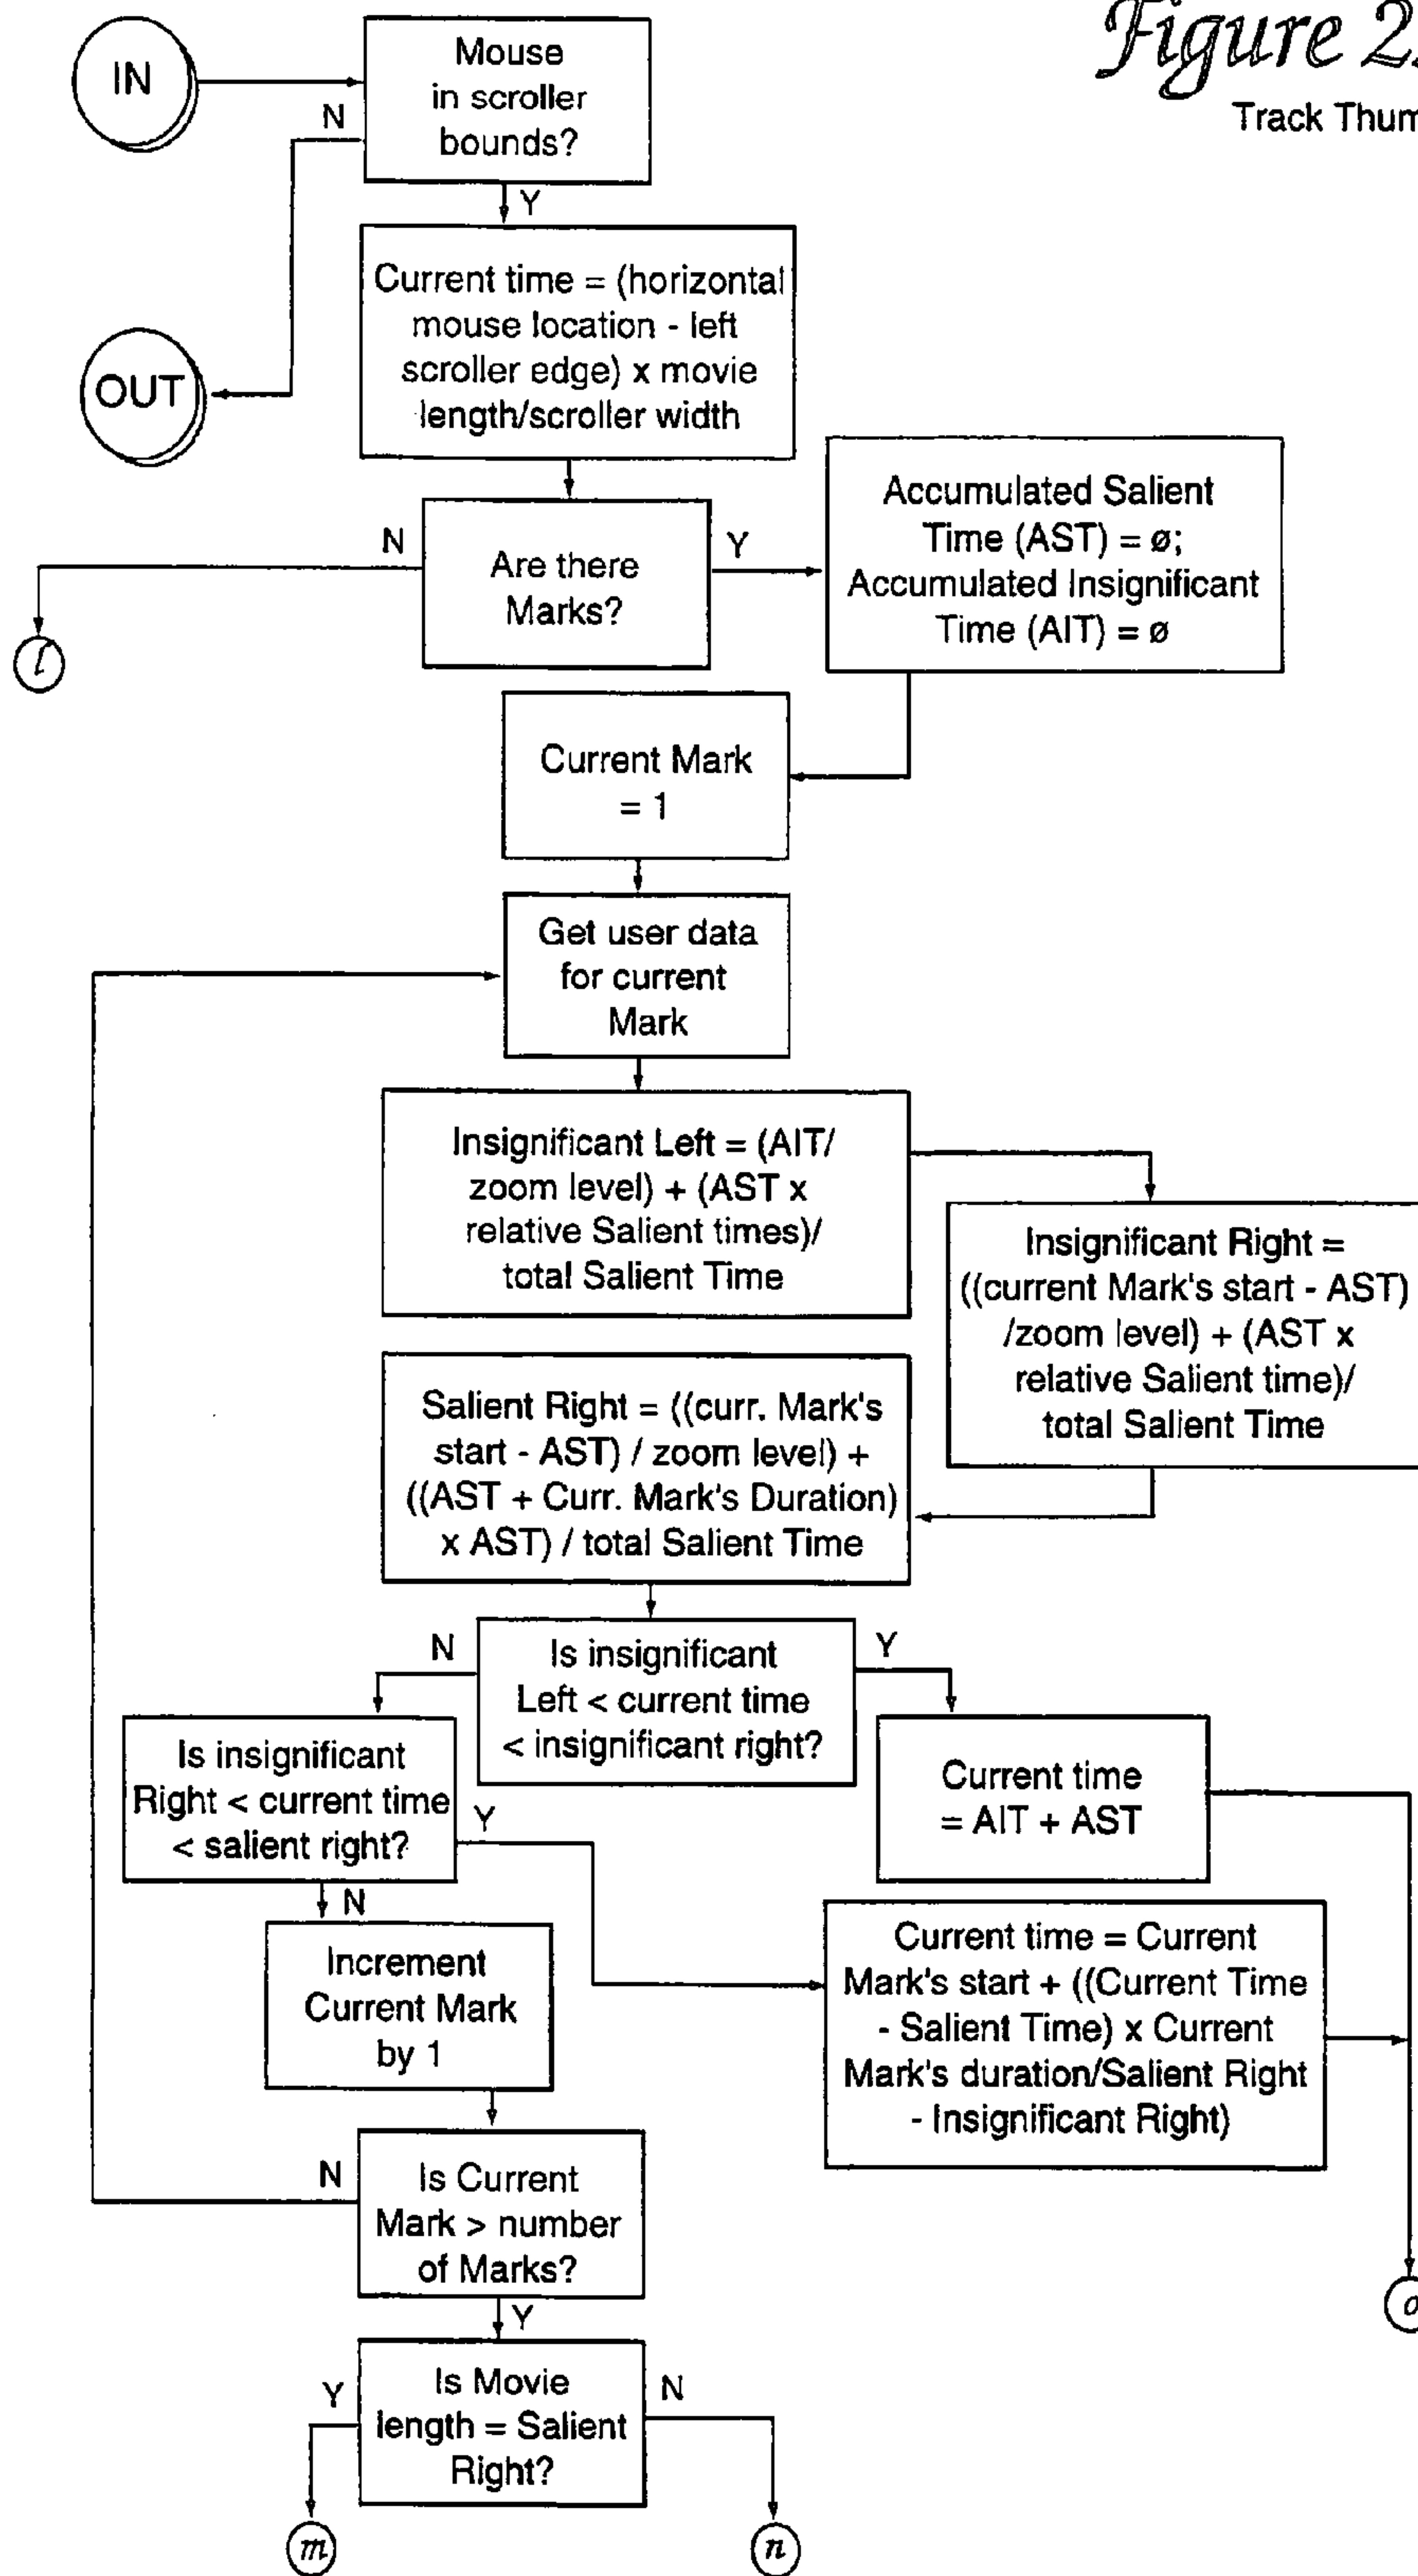 Figure 2
Track Thum
IN
Mouse
in scroller
bounds?
N
Y
Current time = (horizontal
mouse location - left
scroller edge) x movie
length/scroller width
OUT
Accumulated Salient
Time (AST) = ø;
Accumulated Insignificant
Time (AIT) = ø
N
Y
Are there
Marks?
l
Current Mark
= 1
Get user data
for current
Mark
Insignificant Left = (AIT/
zoom level) + (AST x
relative Salient times)/
total Salient Time
Insignificant Right =
((current Mark's start - AST)
/zoom level) + (AST x
relative Salient time)/
total Salient Time
Salient Right = ((curr. Mark's
start - AST) / zoom level) +
((AST + Curr. Mark's Duration)
x AST) / total Salient Time
N
Y
Is insignificant
Left < current time
< insignificant right?
Is insignificant
Right < current time
< salient right?
Y
Current time
= AIT + AST
N
Increment
Current Mark
by 1
Current time = Current
Mark's start + ((Current Time
- Salient Time) x Current
Mark's duration/Salient Right
- Insignificant Right)
N
Is Current
Mark > number
of Marks?
o
Y
Y
Is Movie
length = Salient
Right?
N
m
n